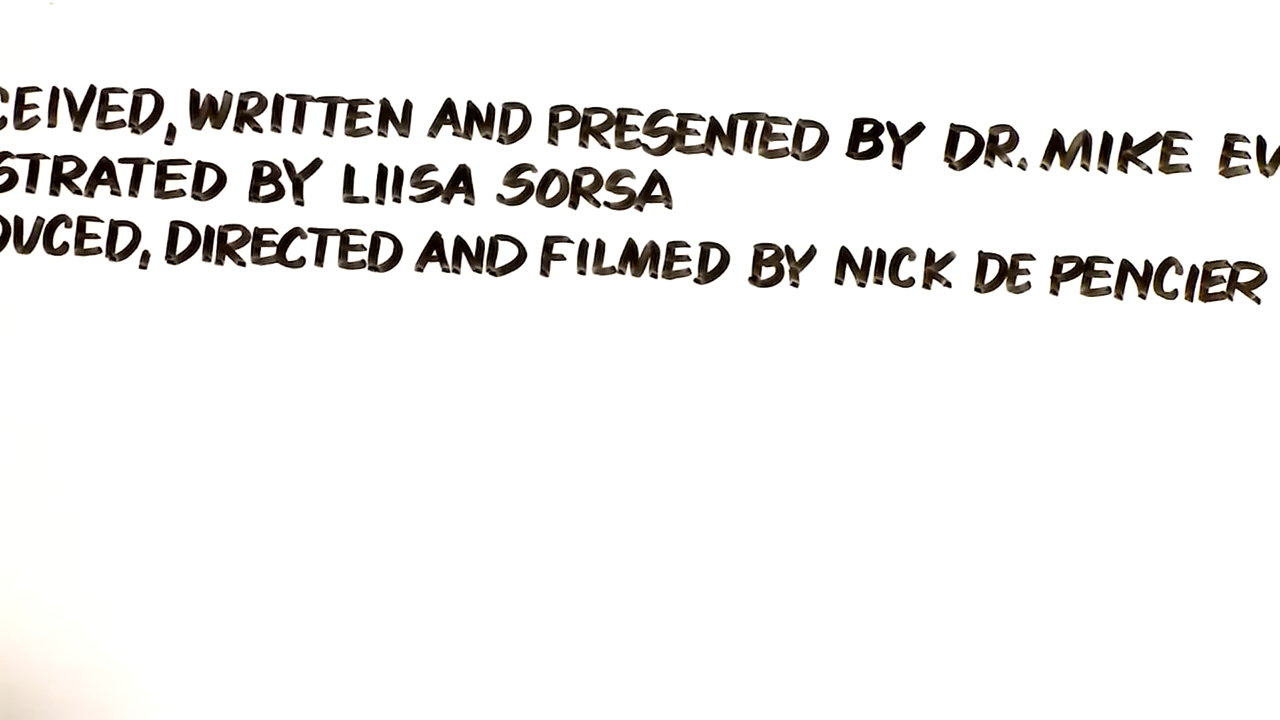 CEIVED, WRITTEN AND PRESENTED BY DR. MIKE EV
STRATED BY LIISA SORSA
DUCED, DIRECTED AND FILMED BY NICK DE PENCIER